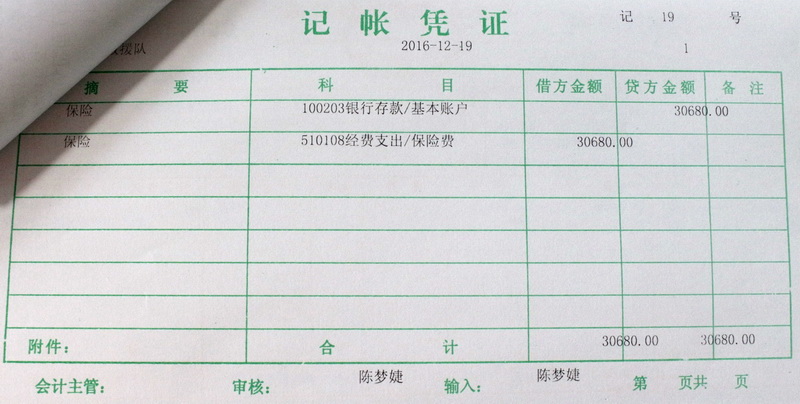 记帐凭证
记 19 号
援队 2016-12-19 1
摘要 科目 借方金额 贷方金额 备注
保险 100203银行存款/基本账户 30680.00
保险 510108经费支出/保险费 30680.00
附件: 合计 30680.00 30680.00
会计主管: 审核: 陈梦婕 输入: 陈梦婕 第 页共 页